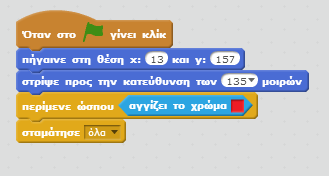 Όταν στο γίνει κλίκ
πήγαινε στη θέση x: 13 και y: 157
στρίψε προς την κατεύθυνση των 135 μοιρών
περίμενε ώσπου αγγίζει το χρώμα
σταμάτησε όλα